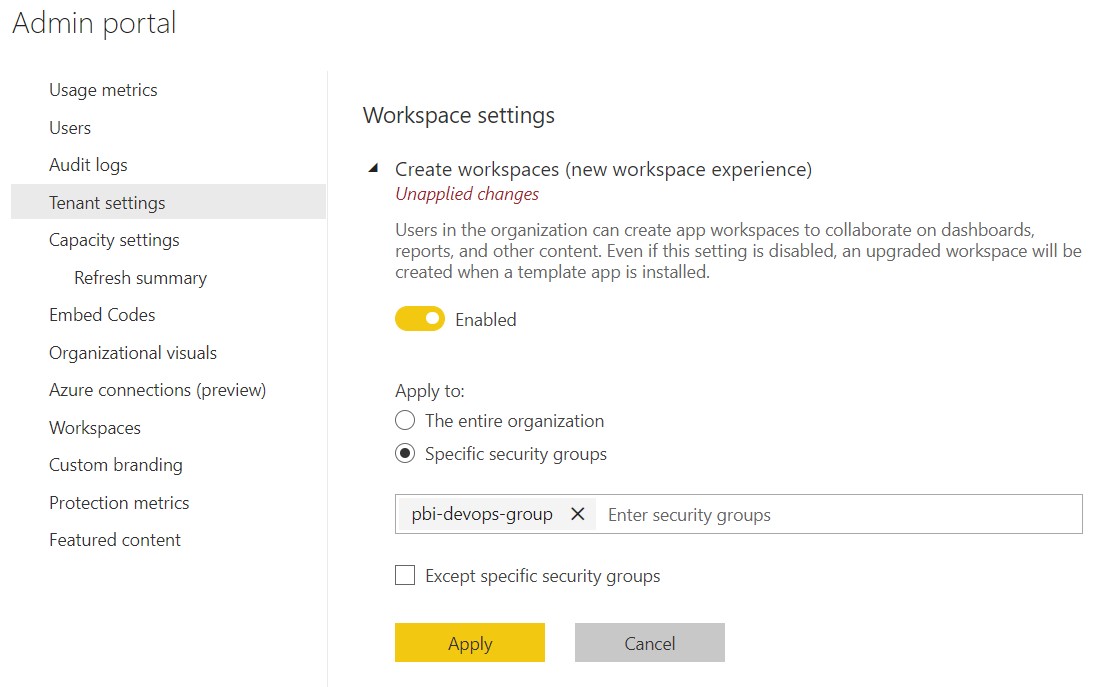 Admin portal
Usage metrics
Users
Audit logs
Tenant settings
Capacity settings
Refresh summary
Embed Codes
Organizational visuals
Azure connections (preview)
Workspaces
Custom branding
Protection metrics
Featured content
Workspace settings
Create workspaces (new workspace experience)
Unapplied changes
Users in the organization can create app workspaces to collaborate on dashboards,
reports, and other content. Even if this setting is disabled, an upgraded workspace will be
created when a template app is installed.
Enabled
Apply to:
The entire organization
Specific security groups
pbi-devops-group Enter security groups
Except specific security groups
Apply Cancel